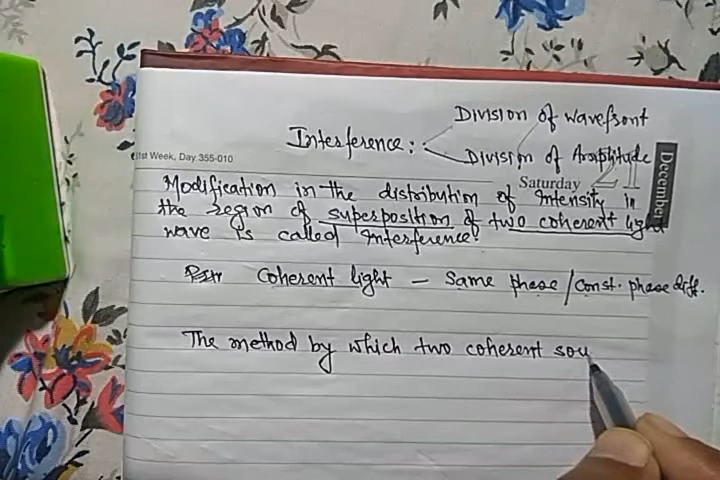 Division of wavefront
Interference:
Division of Amplitude
51st Week, Day 355-010
Saturday 21
December
Modification in the distribution of Intensity in
the region of superposition of two coherent light
wave is called Interference.
Coherent light – Same phase/const. phase diff.
The method by which two coherent sou